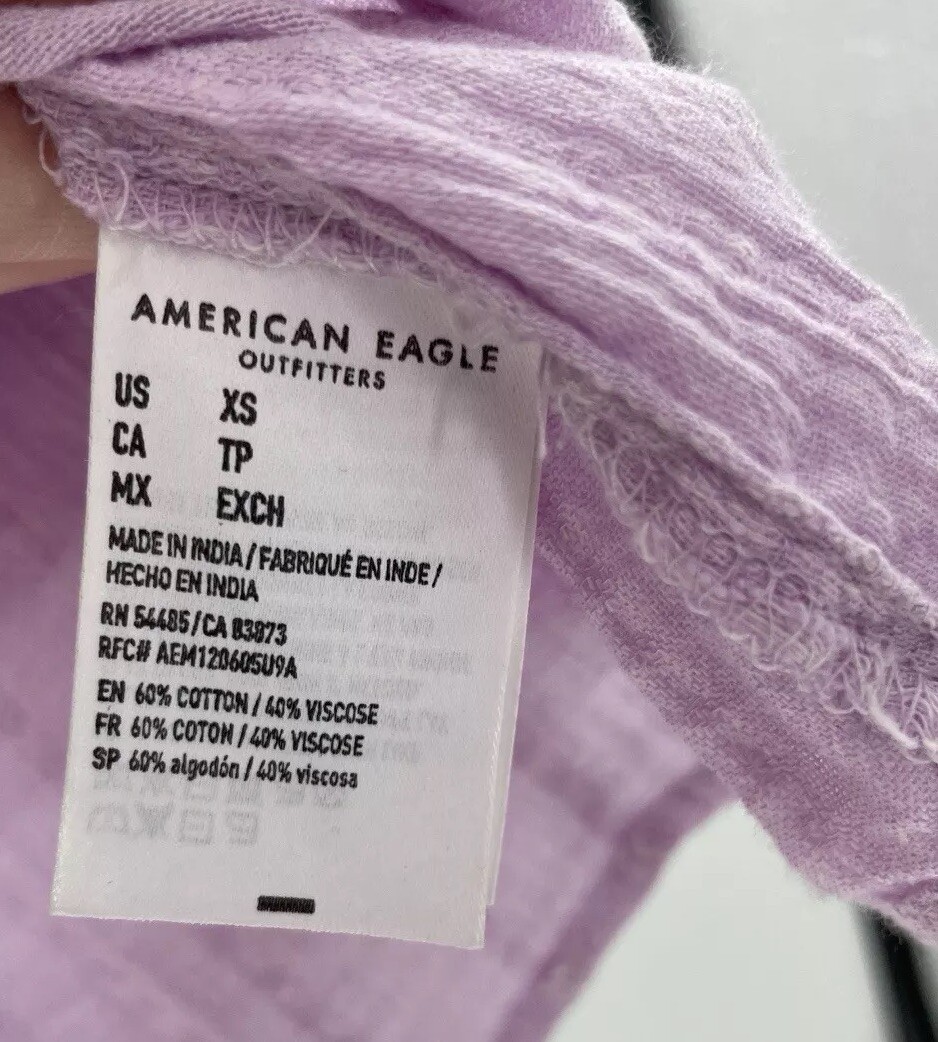 AMERICAN EAGLE
OUTFITTERS
US XS
CA TP
MX EXCH
MADE IN INDIA / FABRIQUÉ EN INDE /
HECHO EN INDIA
RN 54485 / CA 03073
RFC# AEM120605U9A
EN 60% COTTON / 40% VISCOSE
FR 60% COTON / 40% VISCOSE
SP 60% algodón / 40% viscosa